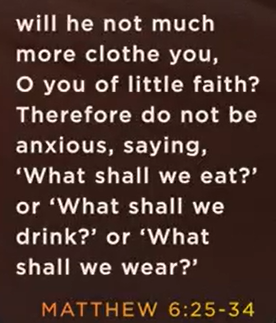 will he not much
more clothe you,
O you of little faith?
Therefore do not be
anxious, saying,
‘What shall we eat?’
or ‘What shall we
drink?’ or ‘What
shall we wear?’
MATTHEW 6:25-34